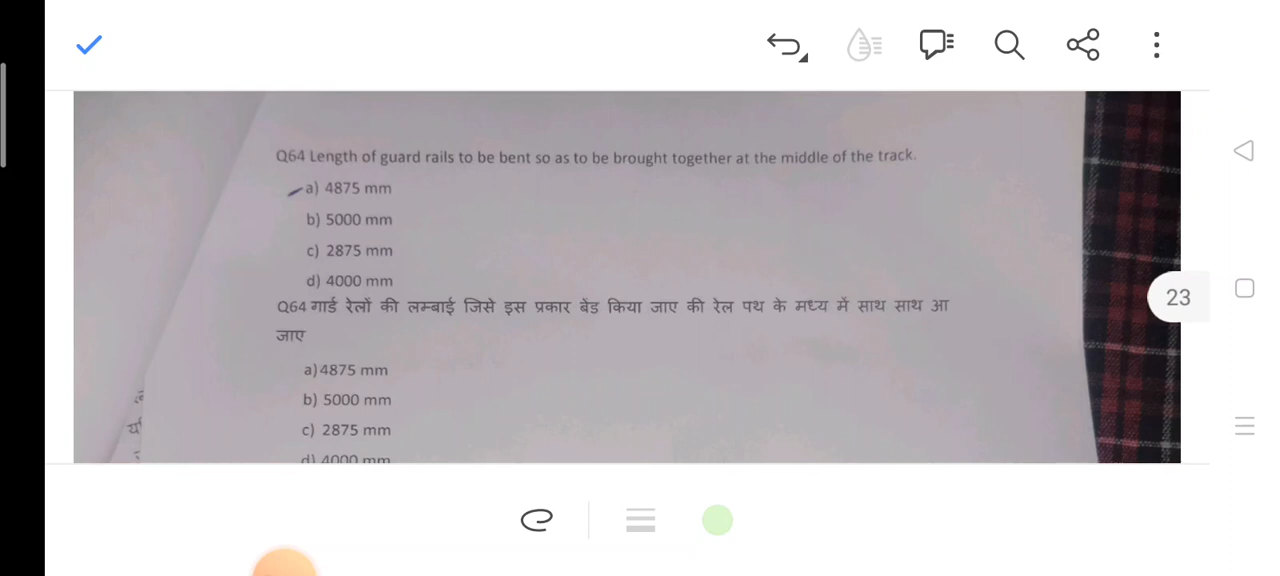 Q64 Length of guard rails to be bent so as to be brought together at the middle of the track.
a) 4875 mm
b) 5000 mm
c) 2875 mm
d) 4000 mm
Q64 गार्ड रेलों की लम्बाई जिसे इस प्रकार बेंड किया जाए की रेल पथ के मध्य में साथ साथ आ
जाए
a) 4875 mm
b) 5000 mm
c) 2875 mm
d) 4000 mm
23